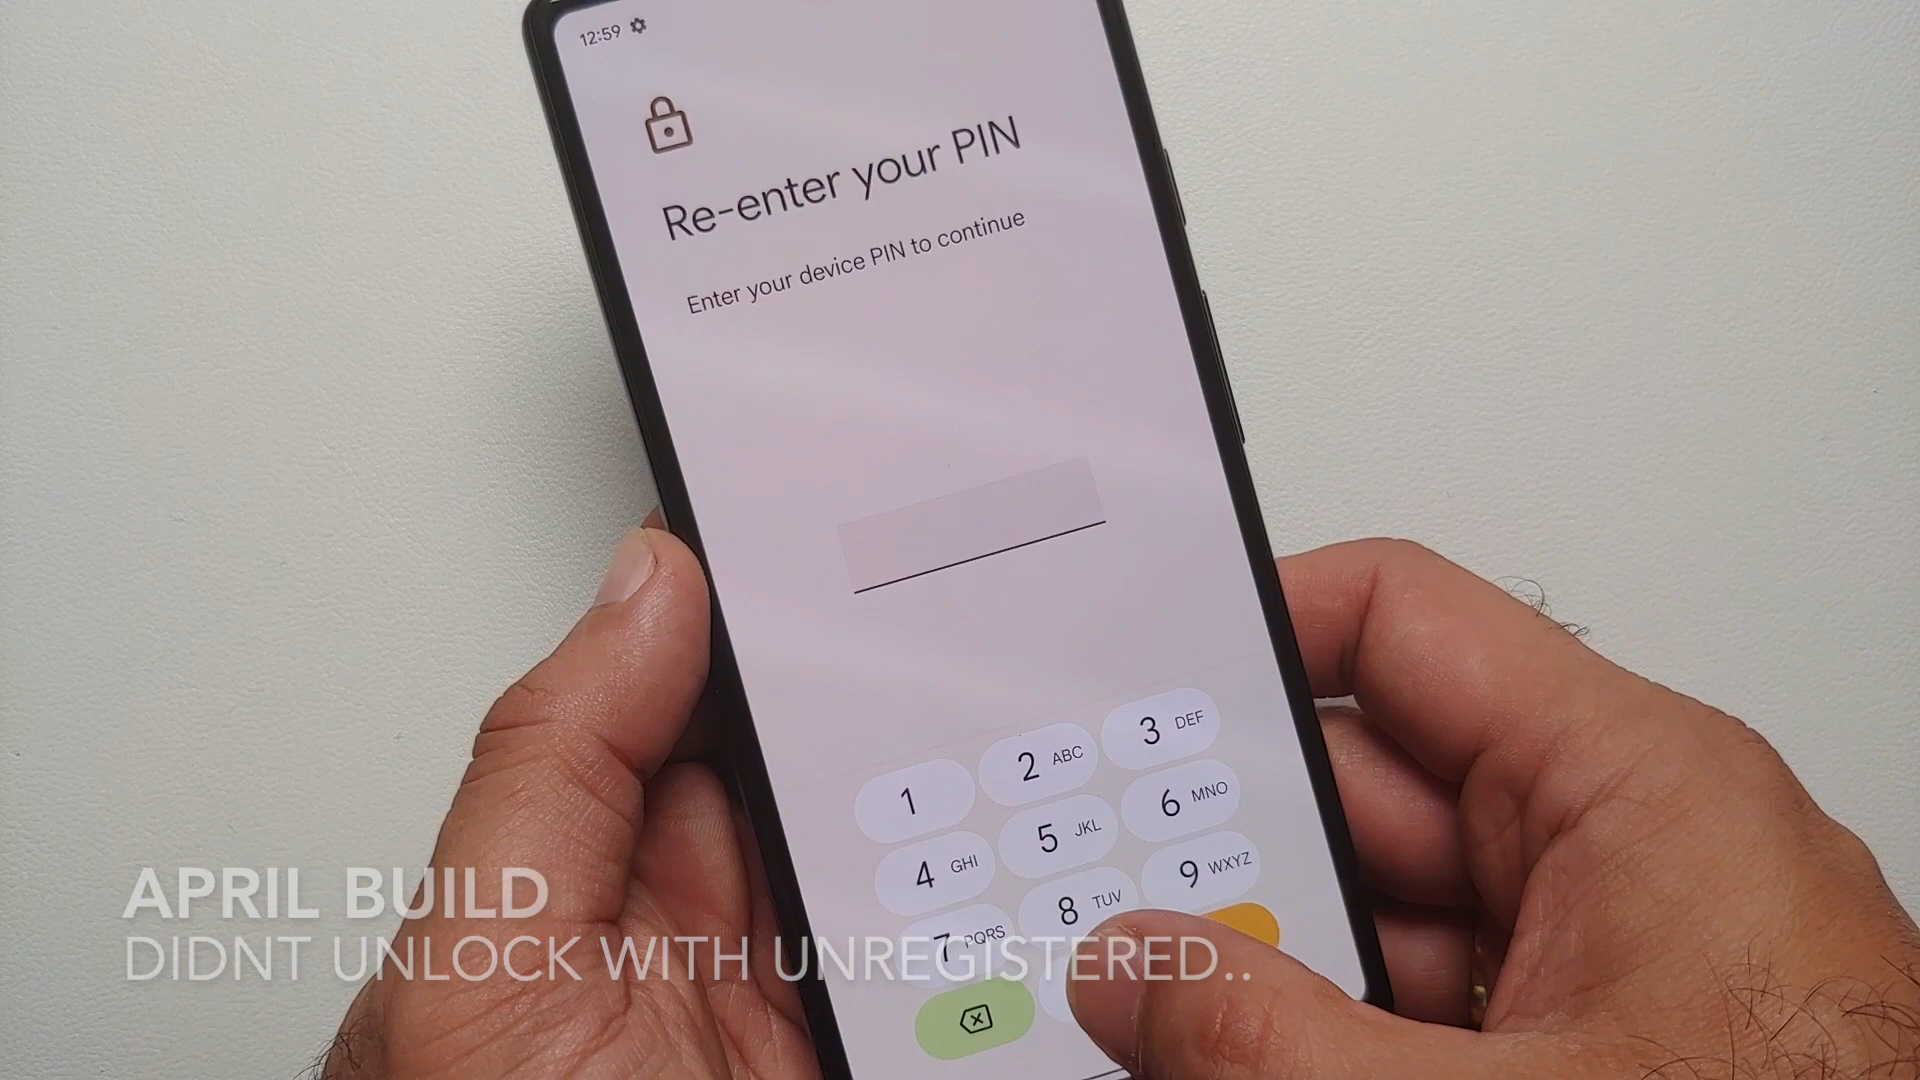 12:59
Re-enter your PIN
Enter your device PIN to continue
1
2 ABC
3 DEF
4 GHI
5 JKL
6 MNO
7 PQRS
8 TUV
9 WXYZ
APRIL BUILD
DIDNT UNLOCK WITH UNREGISTERED..